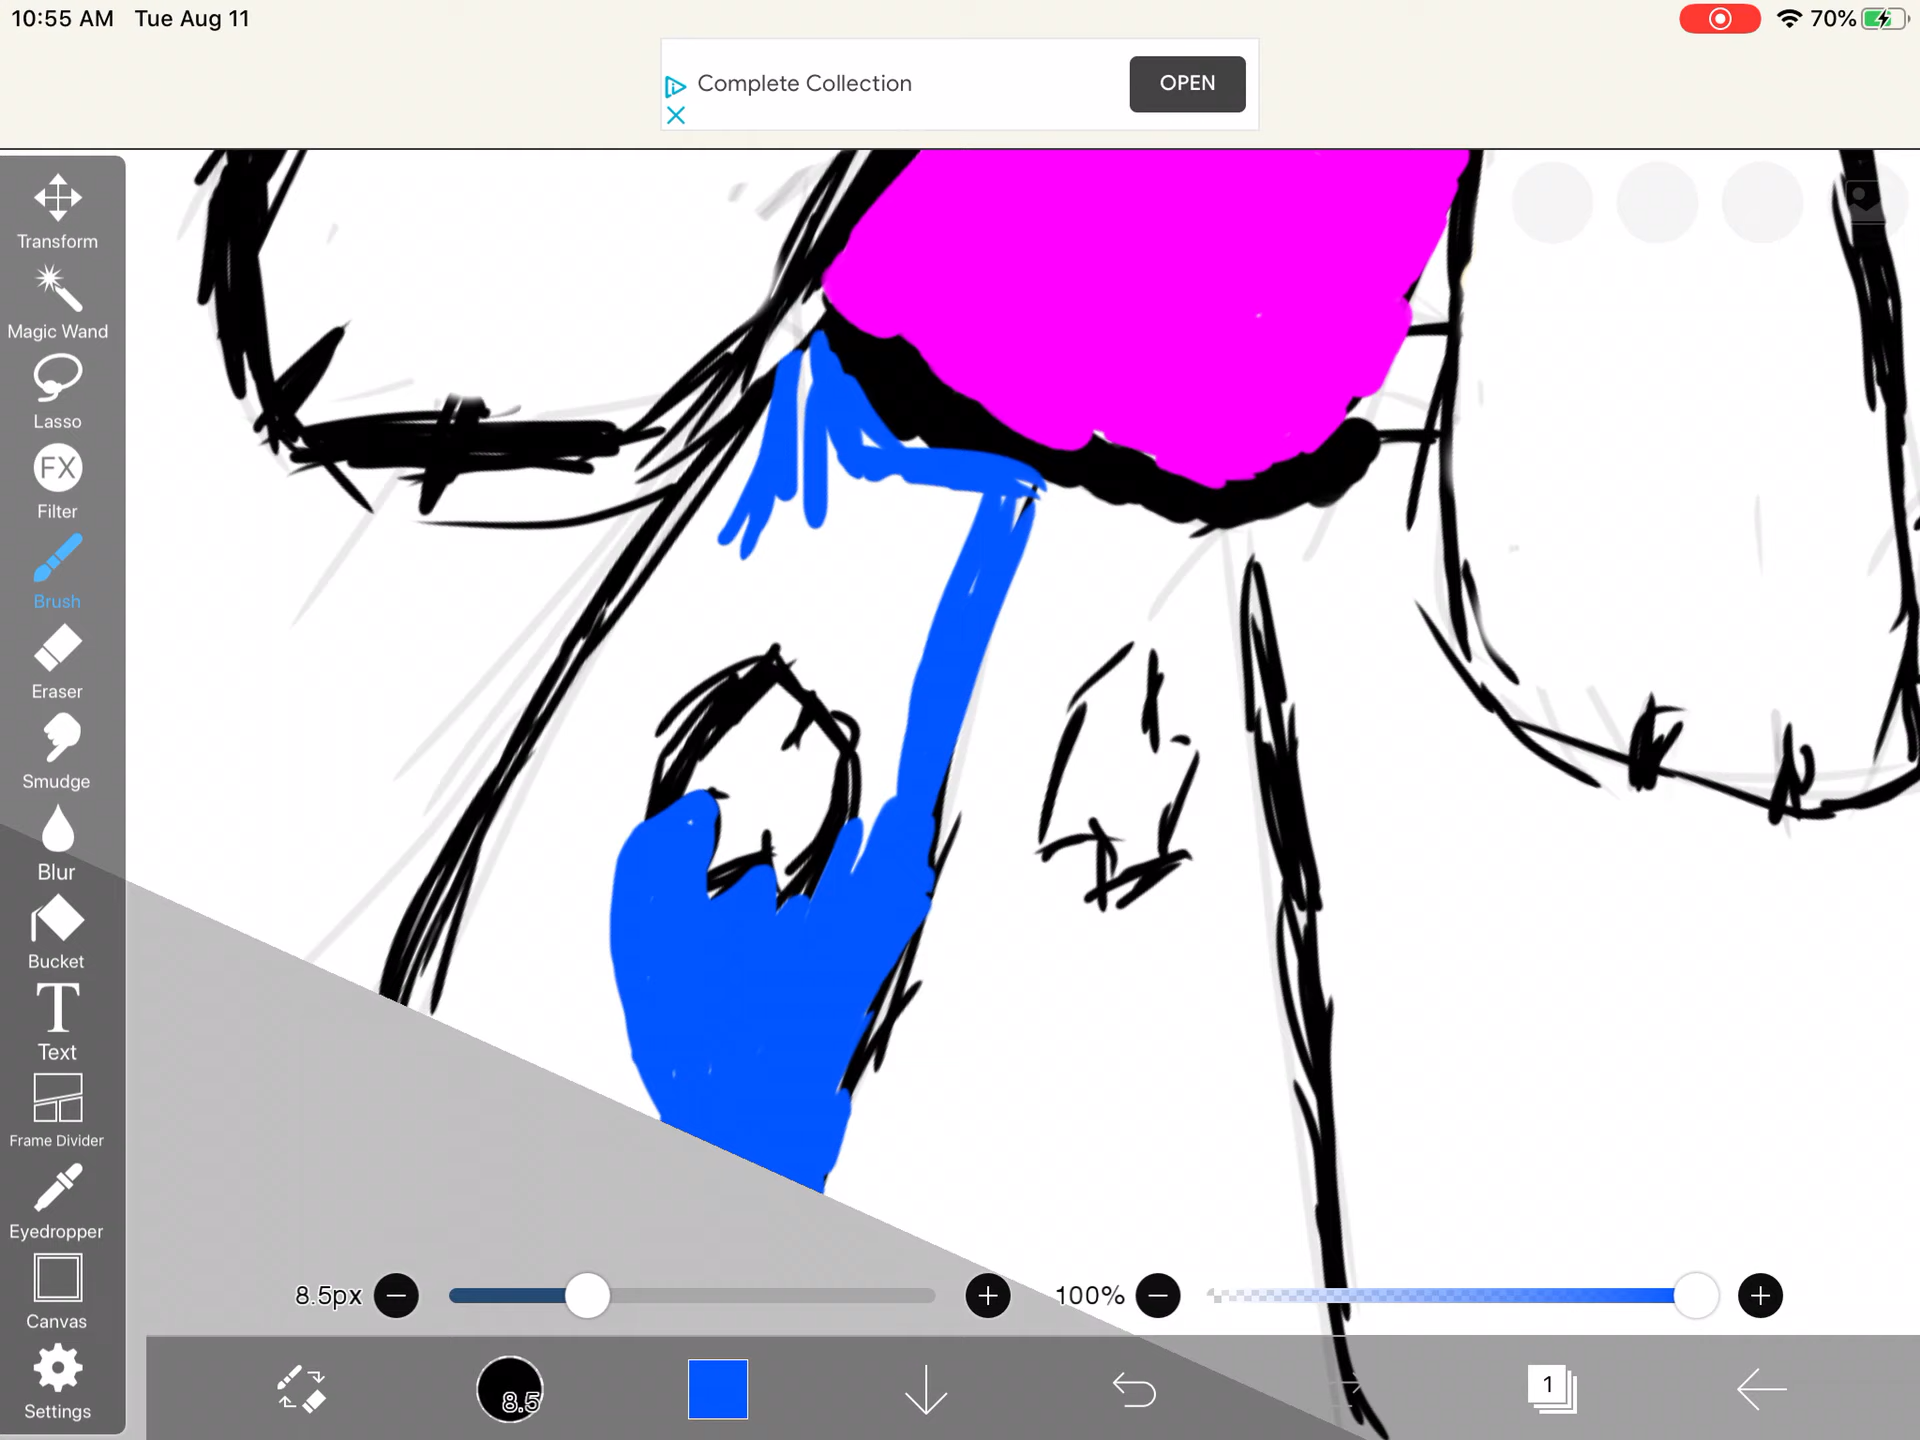 10:55 AM Tue Aug 11
70%
Complete Collection
OPEN
Transform
Magic Wand
Lasso
FX
Filter
Brush
Eraser
Smudge
Blur
Bucket
T
Text
Frame Divider
Eyedropper
Canvas
Settings
8.5px
100%
8.5
1